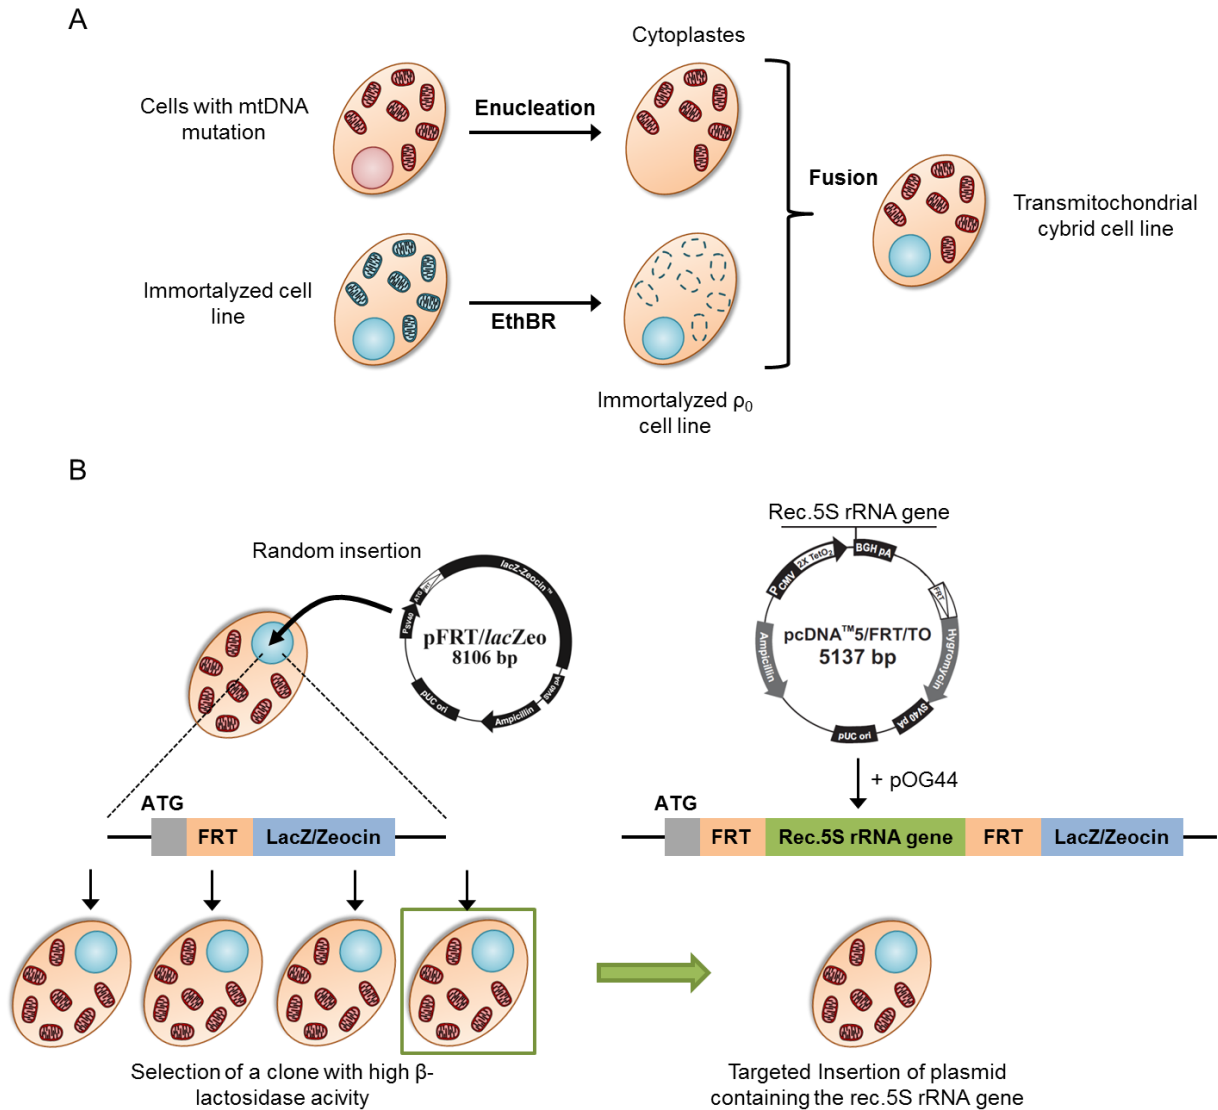 A
Cytoplastes
Cells with mtDNA
mutation
Enucleation
Fusion
Transmitochondrial
cybrid cell line
Immortalyzed cell
line
EthBR
Immortalyzed ρ0
cell line
B
Random insertion
lacZ-Zeocin™
FRT
ATG
PSV40
pFRT/lacZeo
8106 bp
SV40 pA
Ampicillin
pUC ori
Rec.5S rRNA gene
PCMV
2X TetO2
BGH pA
FRT
Hygromycin
SV40 pA
pUC ori
Ampicillin
pcDNA™5/FRT/TO
5137 bp
+ pOG44
ATG
FRT
LacZ/Zeocin
ATG
FRT
Rec.5S rRNA gene
FRT
LacZ/Zeocin
Selection of a clone with high β-
lactosidase acivity
Targeted Insertion of plasmid
containing the rec.5S rRNA gene